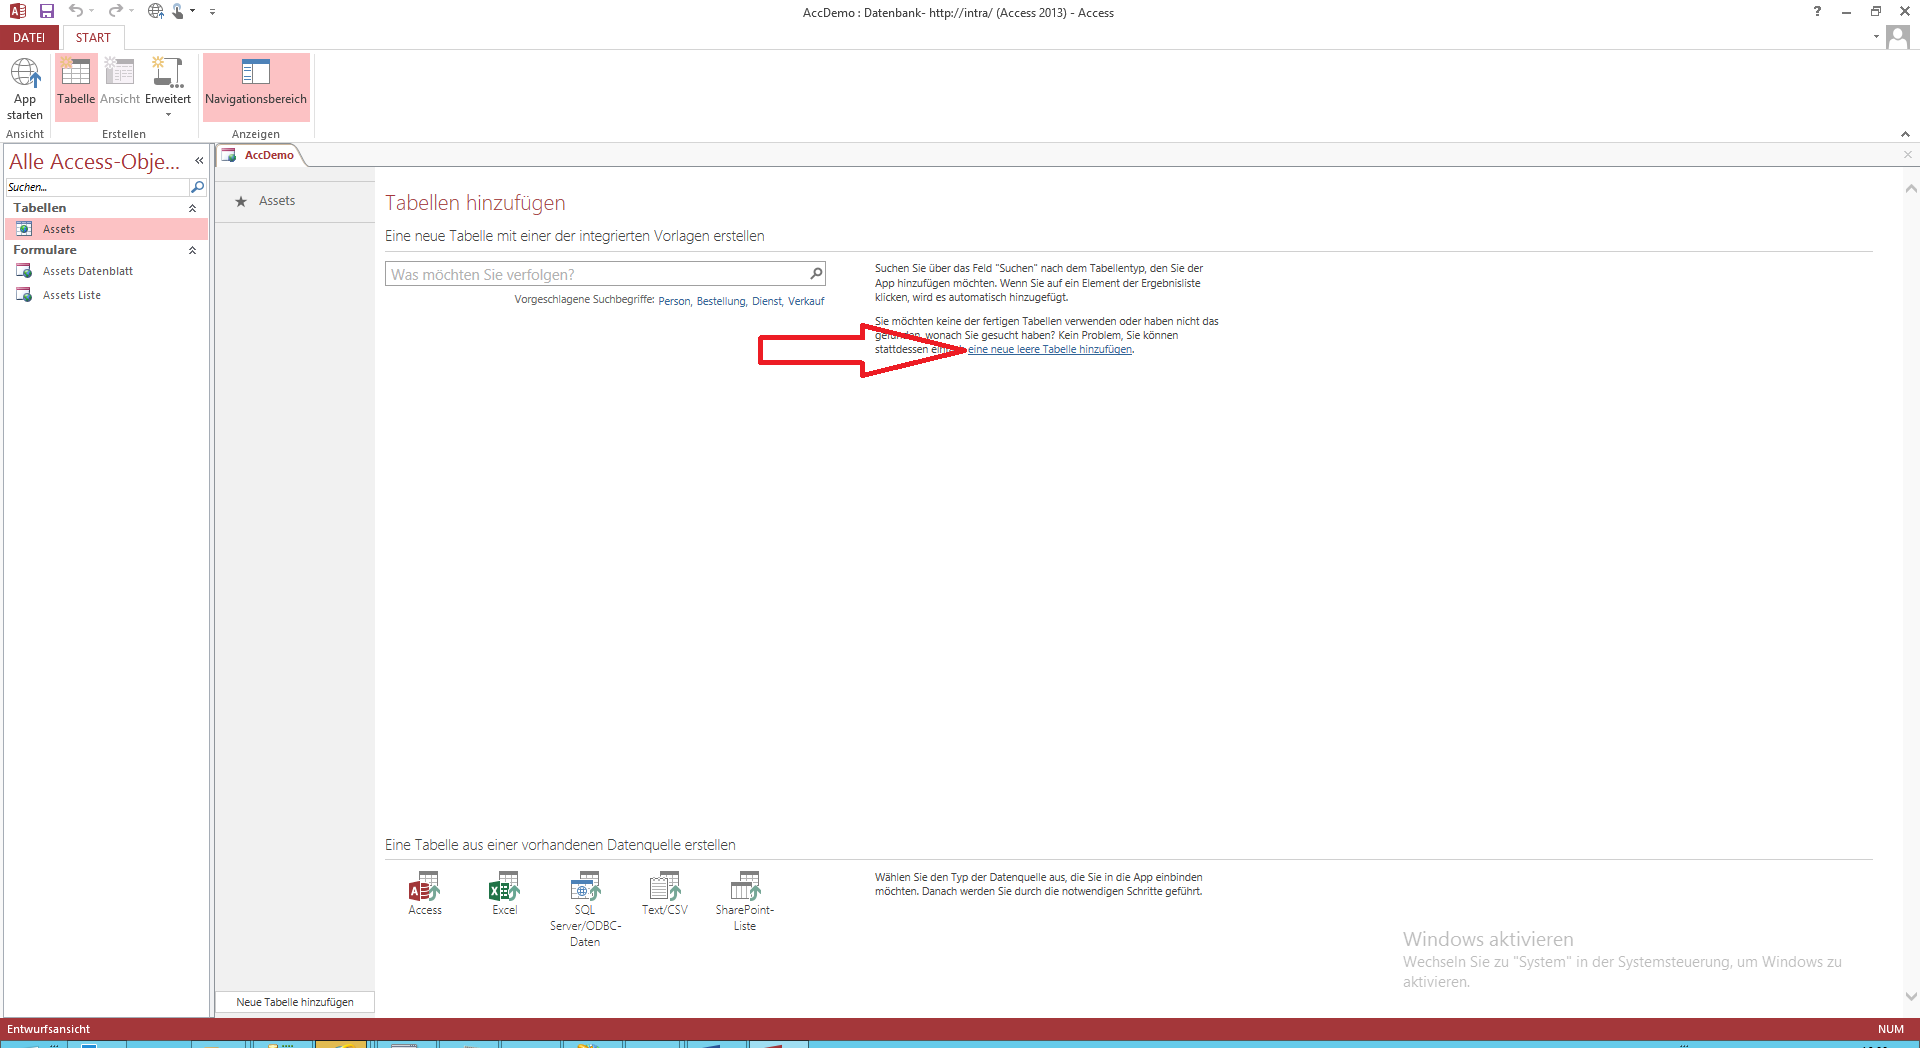 AccDemo : Datenbank- http://intra/ (Access 2013) - Access
DATEI
START
App
starten
Tabelle
Ansicht
Erweitert
Navigationsbereich
Ansicht
Erstellen
Anzeigen
Alle Access-Obje...
Suchen...
Tabellen
Assets
Formulare
Assets Datenblatt
Assets Liste
AccDemo
Assets
Tabellen hinzufügen
Eine neue Tabelle mit einer der integrierten Vorlagen erstellen
Was möchten Sie verfolgen?
Vorgeschlagene Suchbegriffe: Person, Bestellung, Dienst, Verkauf
Suchen Sie über das Feld "Suchen" nach dem Tabellentyp, den Sie der
App hinzufügen möchten. Wenn Sie auf ein Element der Ergebnisliste
klicken, wird es automatisch hinzugefügt.
Sie möchten keine der fertigen Tabellen verwenden oder haben nicht das
gefunden, wonach Sie gesucht haben? Kein Problem, Sie können
stattdessen einfach eine neue leere Tabelle hinzufügen.
Eine Tabelle aus einer vorhandenen Datenquelle erstellen
Access
Excel
SQL
Server/ODBC-
Daten
Text/CSV
SharePoint-
Liste
Wählen Sie den Typ der Datenquelle aus, die Sie in die App einbinden
möchten. Danach werden Sie durch die notwendigen Schritte geführt.
Windows aktivieren
Wechseln Sie zu "System" in der Systemsteuerung, um Windows zu
aktivieren.
Neue Tabelle hinzufügen
Entwurfsansicht
NUM